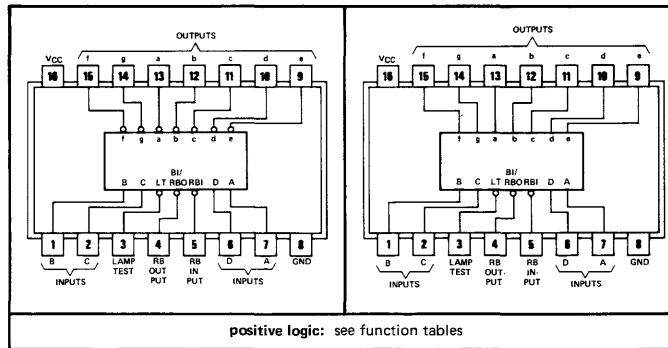 OUTPUTS
VCC f g a b c d e
16 15 14 13 12 11 10 9
f g a b c d e
BI/
B C LT RBO RBI D A
1 2 3 4 5 6 7 8
B C LAMP TEST RB OUT PUT RB IN PUT D A GND
INPUTS INPUTS
OUTPUTS
VCC f g a b c d e
16 15 14 13 12 11 10 9
f g a b c d e
BI/
B C LT RBO RBI D A
1 2 3 4 5 6 7 8
B C LAMP TEST RB OUT- PUT RB IN- PUT D A GND
INPUTS INPUTS
positive logic: see function tables